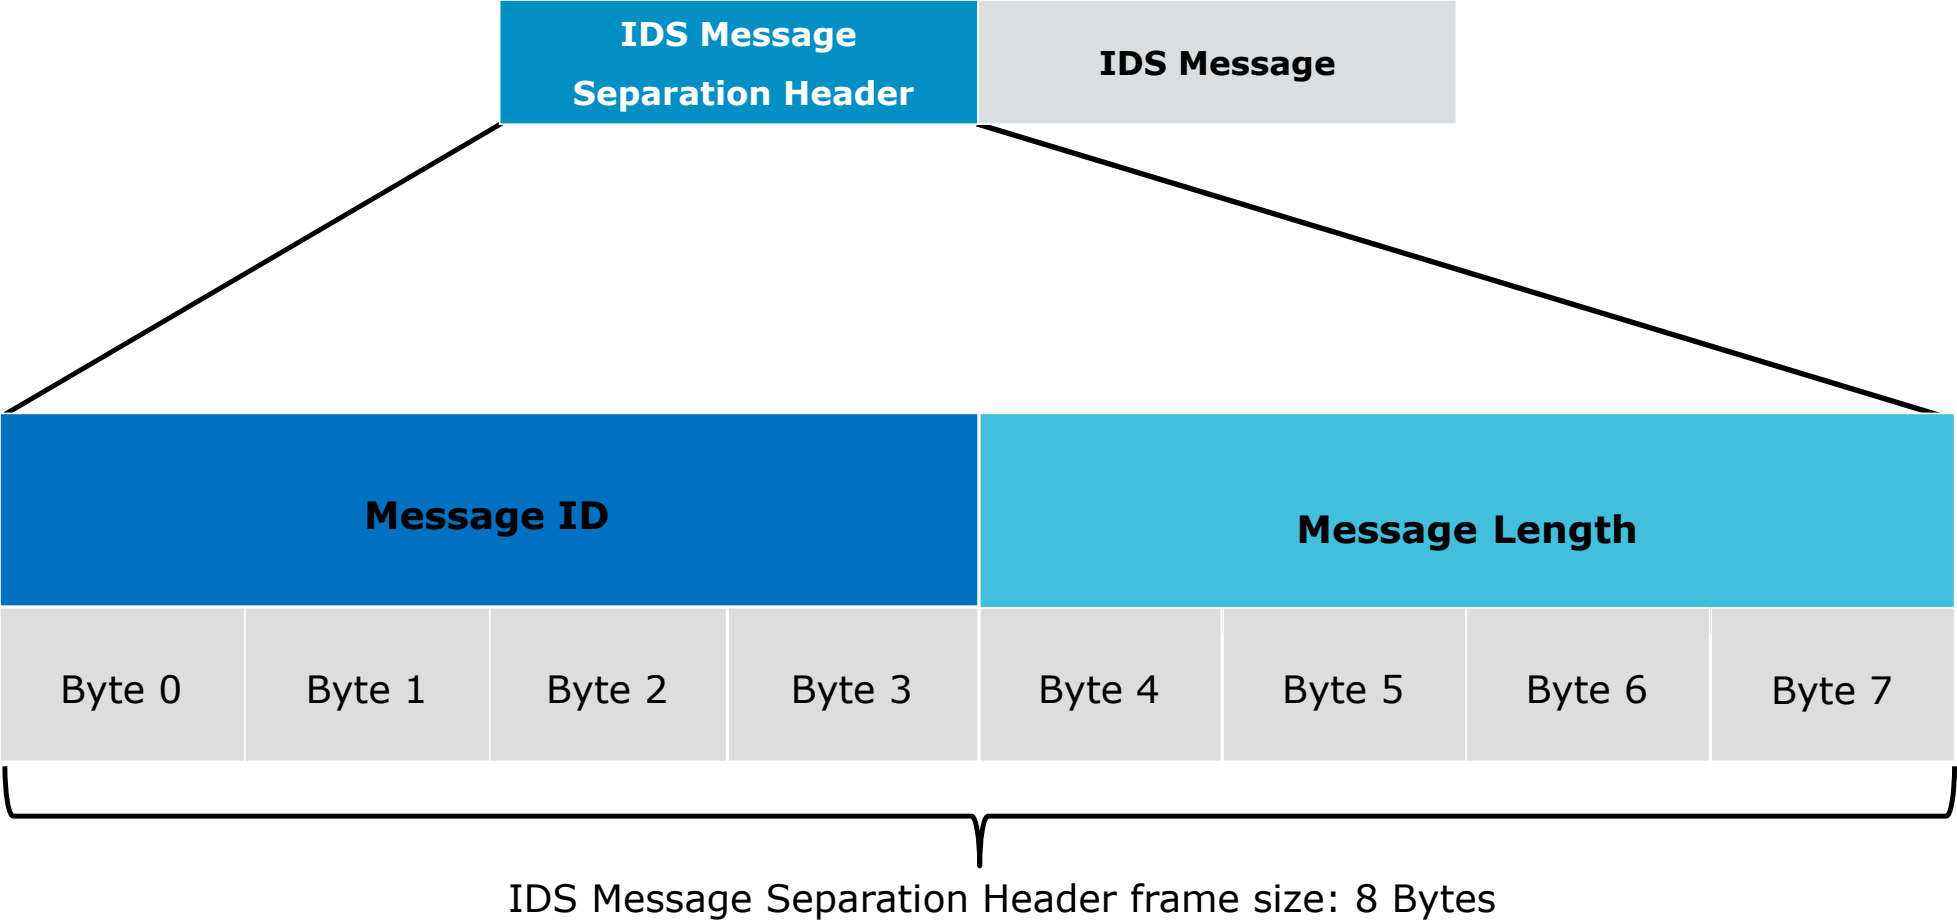 IDS Message
Separation Header
IDS Message
Message ID
Message Length
Byte 0
Byte 1
Byte 2
Byte 3
Byte 4
Byte 5
Byte 6
Byte 7
IDS Message Separation Header frame size: 8 Bytes